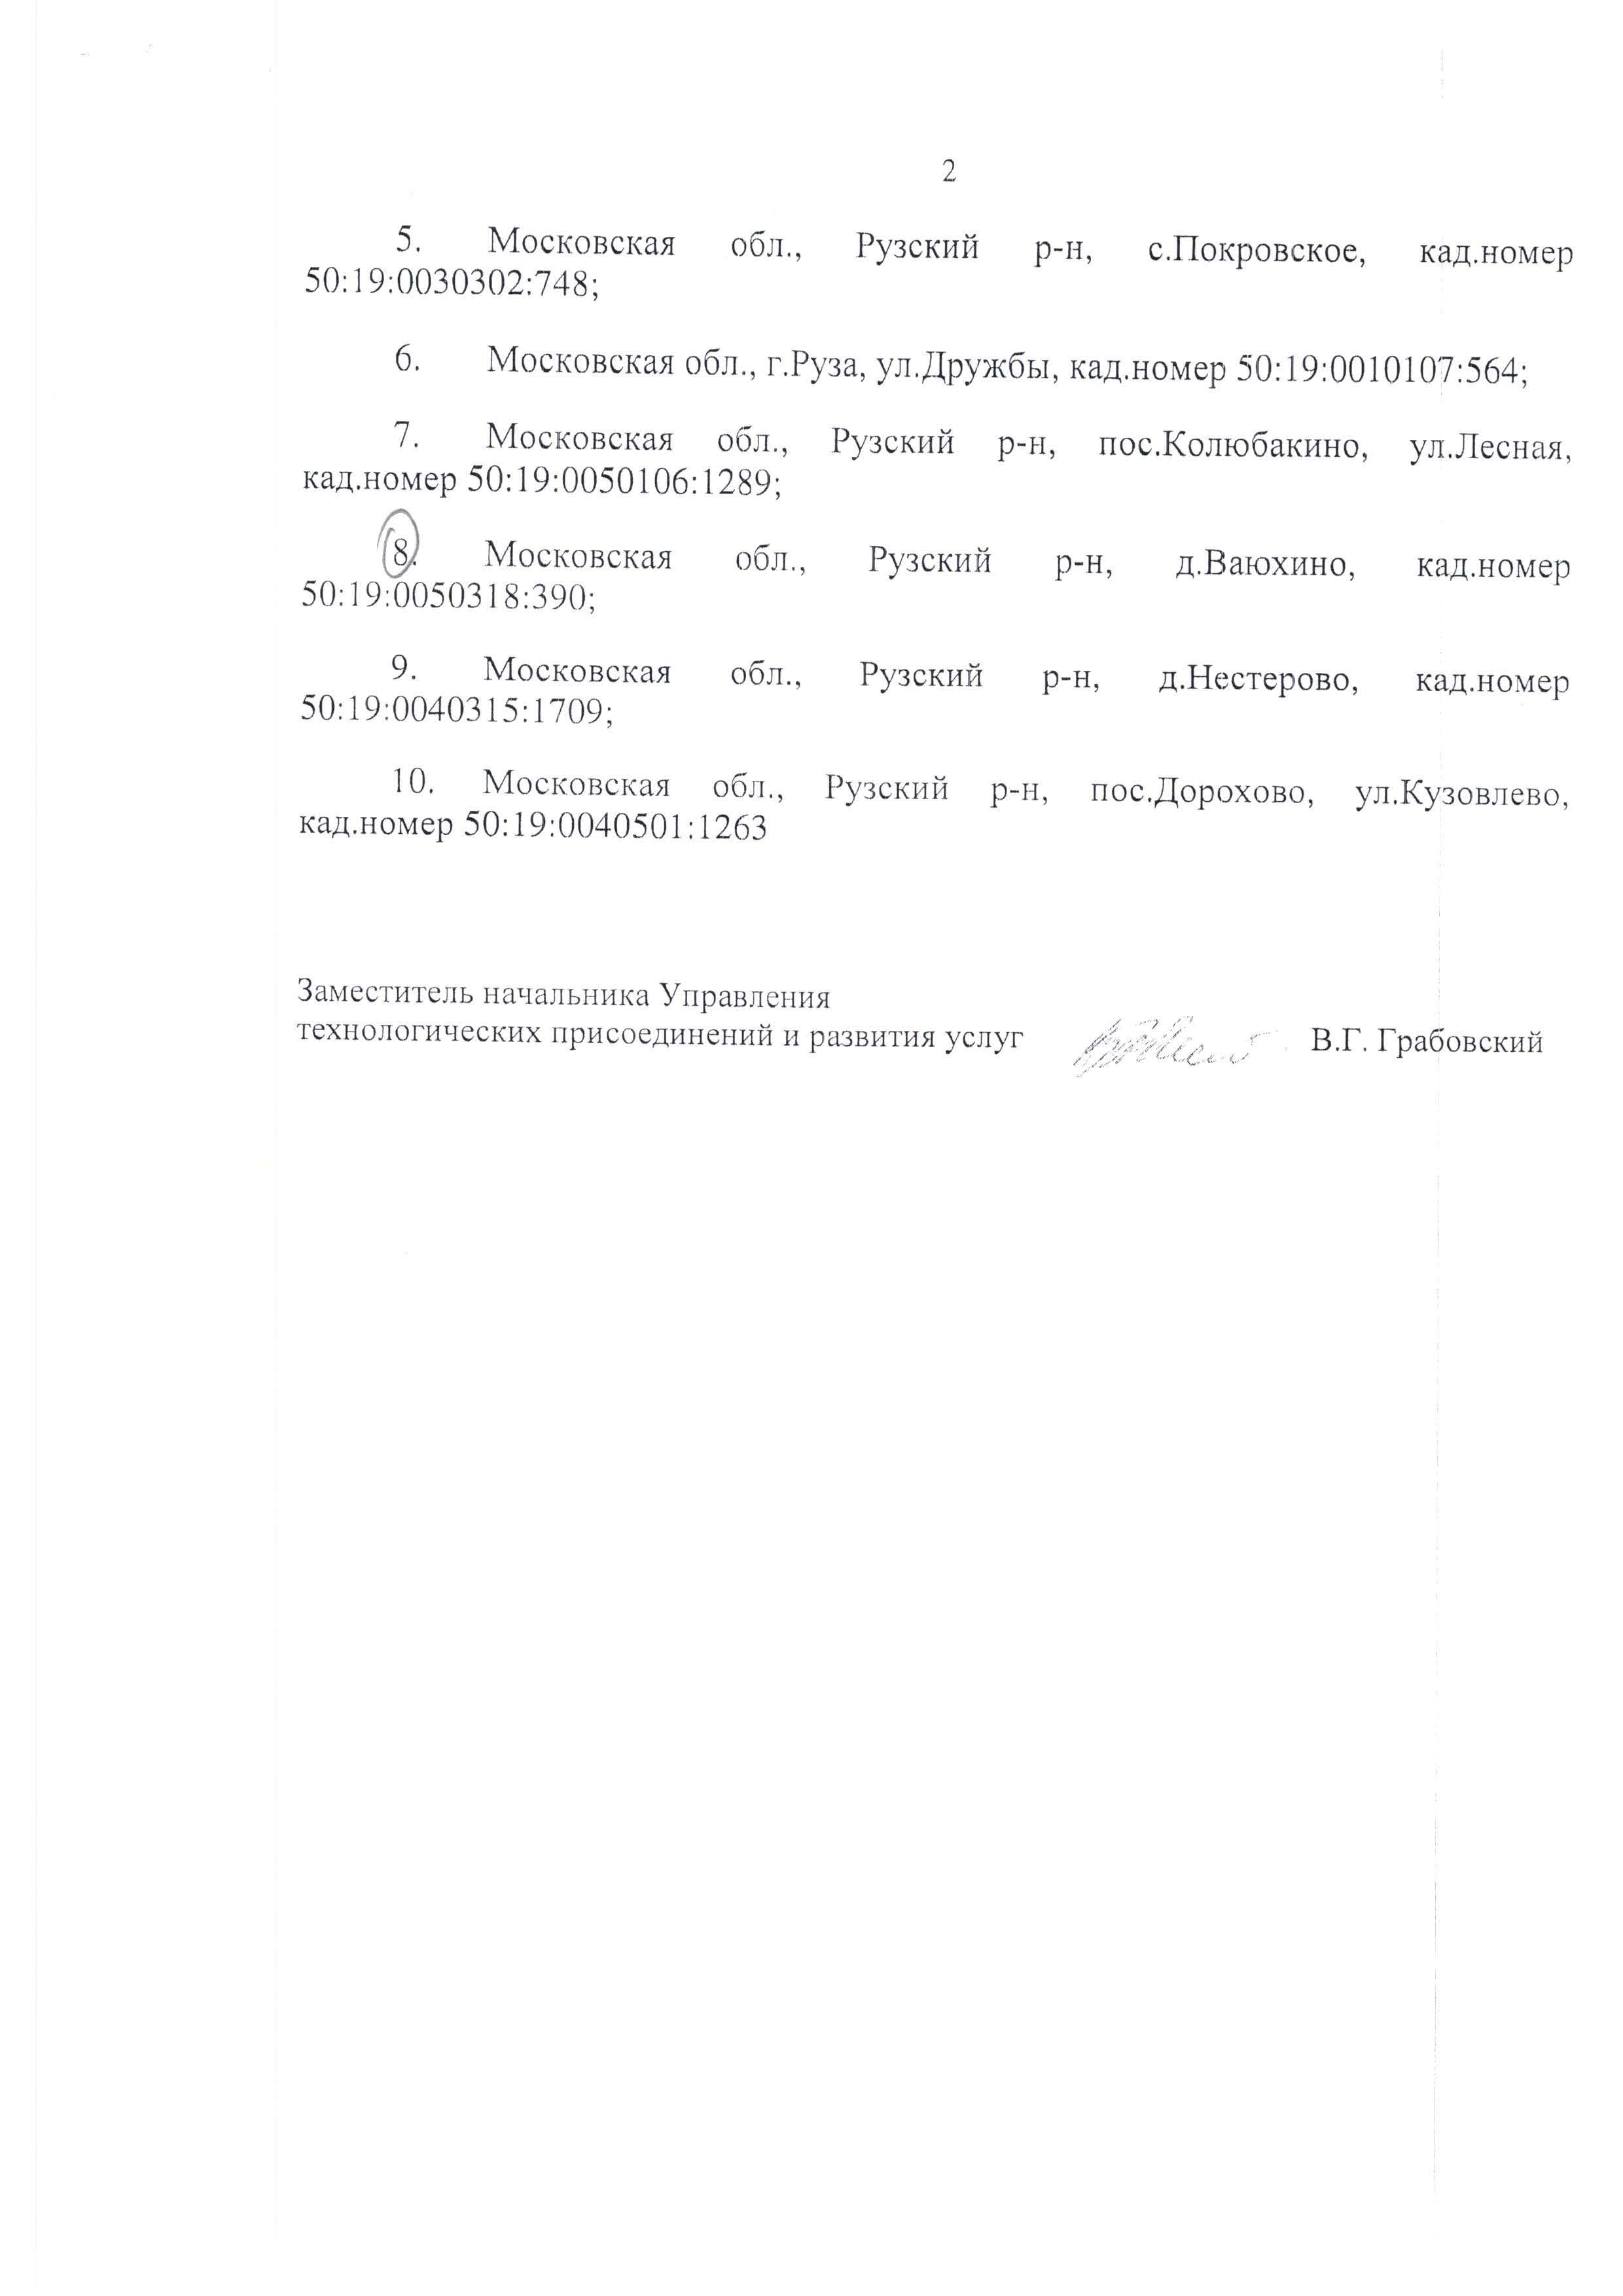 2
5. Московская обл., Рузский р-н, с.Покровское, кад.номер
50:19:0030302:748;
6. Московская обл., г.Руза, ул.Дружбы, кад.номер 50:19:0010107:564;
7. Московская обл., Рузский р-н, пос.Колюбакино, ул.Лесная,
кад.номер 50:19:0050106:1289;
8. Московская обл., Рузский р-н, д.Ваюхино, кад.номер
50:19:0050318:390;
9. Московская обл., Рузский р-н, д.Нестерово, кад.номер
50:19:0040315:1709;
10. Московская обл., Рузский р-н, пос.Дорохово, ул.Кузовлево,
кад.номер 50:19:0040501:1263
Заместитель начальника Управления
технологических присоединений и развития услуг В.Г. Грабовский